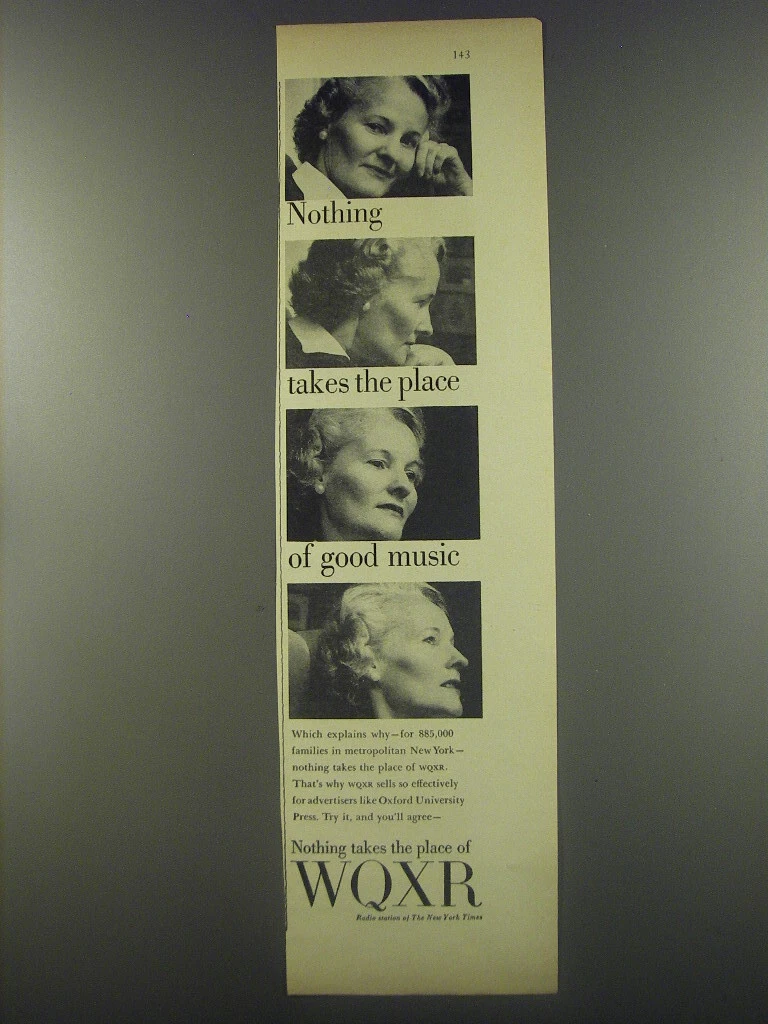 143
Nothing
takes the place
of good music
Which explains why—for 885,000
families in metropolitan New York—
nothing takes the place of WQXR.
That's why WQXR sells so effectively
for advertisers like Oxford University
Press. Try it, and you'll agree—
Nothing takes the place of
WQXR
Radio station of The New York Times